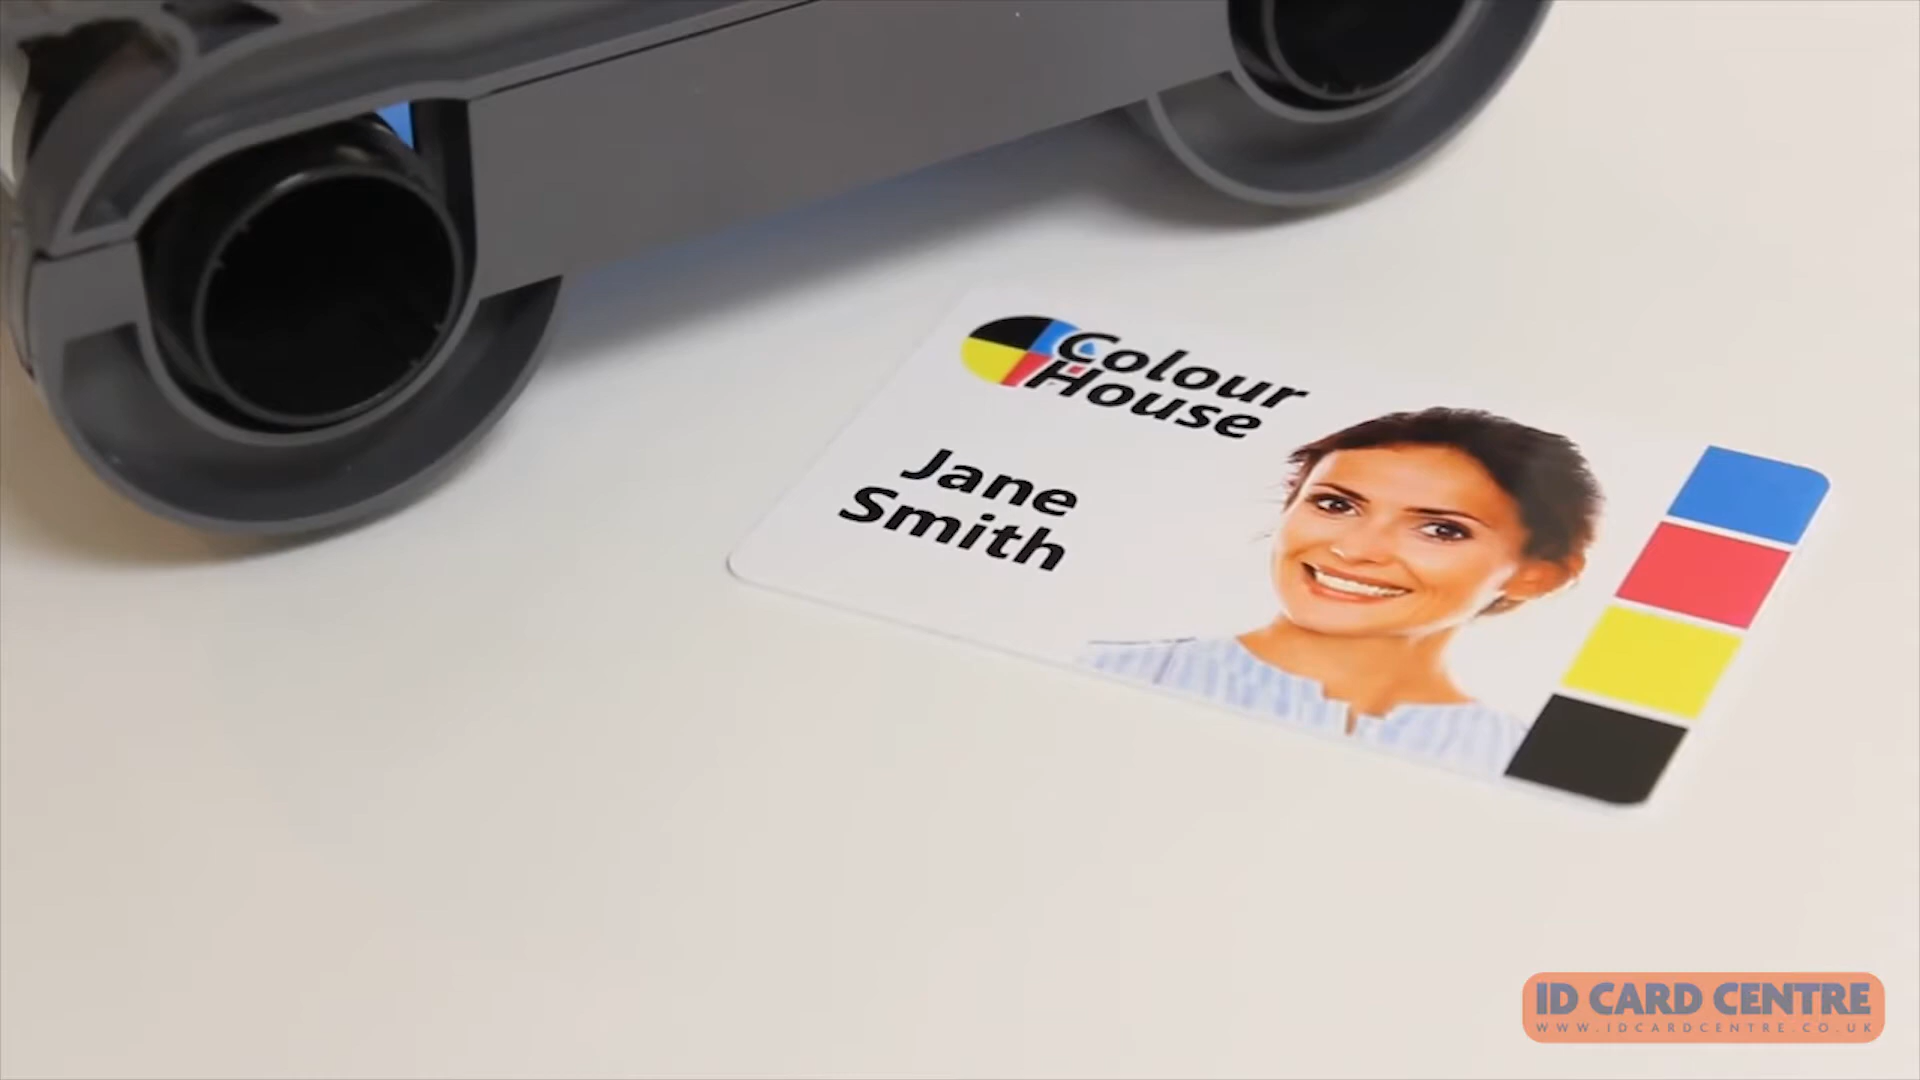 Colour
House
Jane
Smith
ID CARD CENTRE
WWW.IDCARDCENTRE.CO.UK